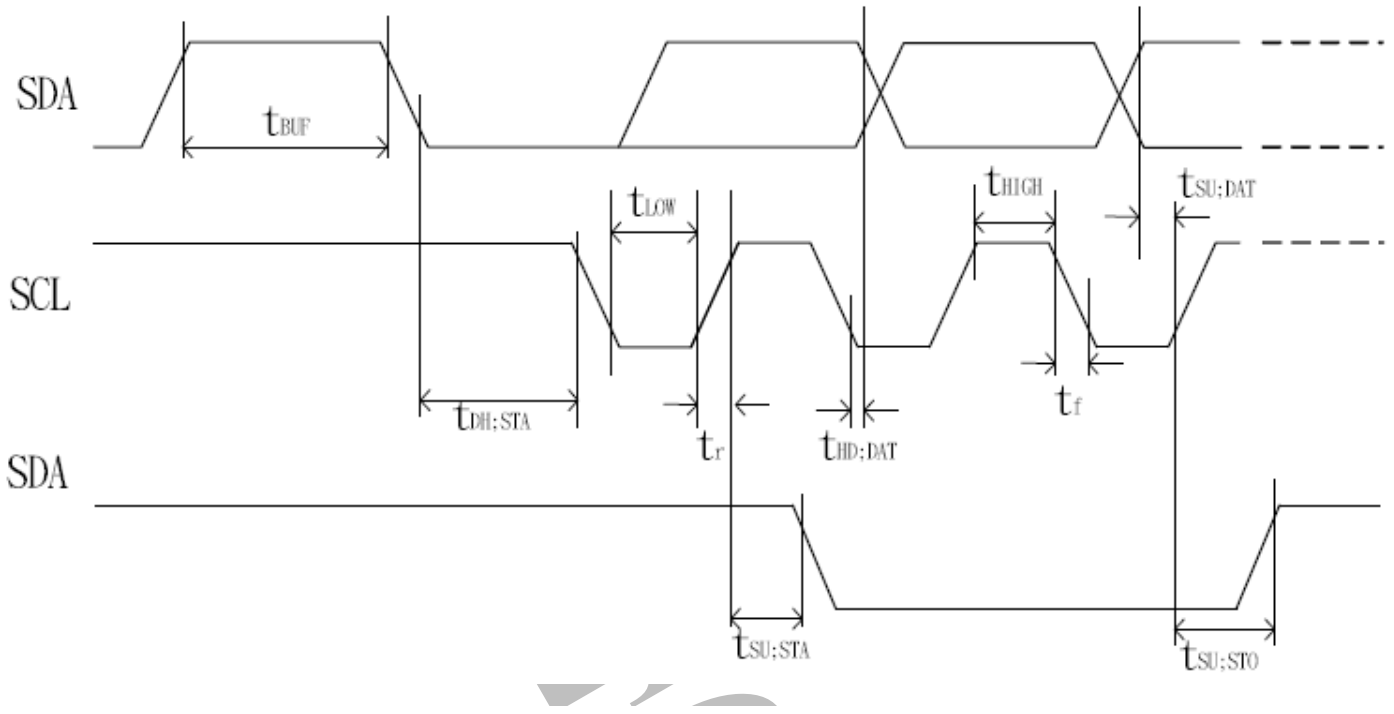 SDA
tBUF
tHIGH
tSU;DAT
tLOW
SCL
tDH;STA
tf
tr
tHD;DAT
SDA
tSU;STA
tSU;STO